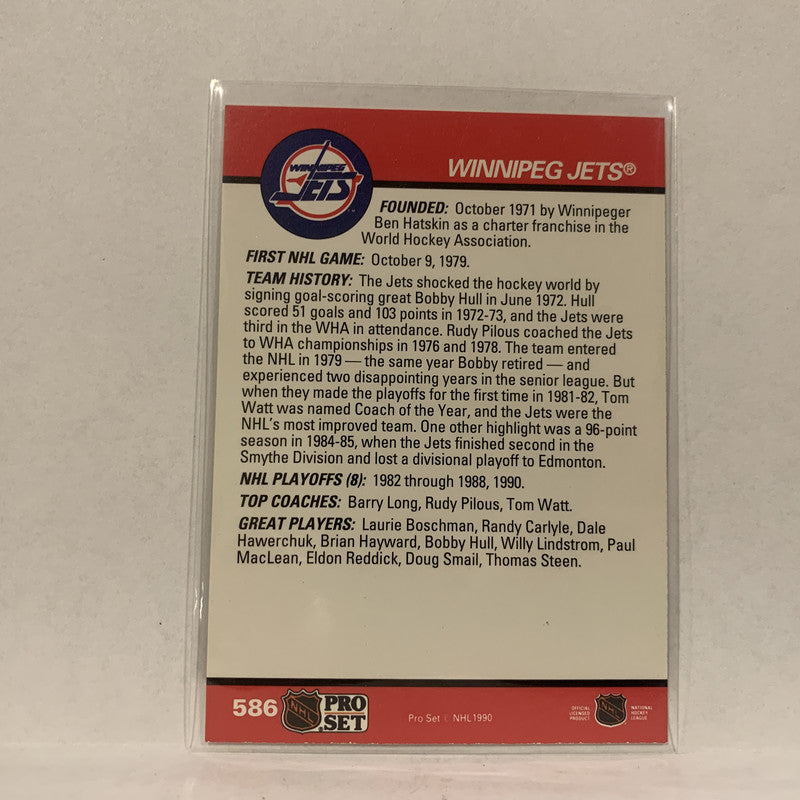 WINNIPEG
JETS
WINNIPEG JETS®
FOUNDED: October 1971 by Winnipeger
Ben Hatskin as a charter franchise in the
World Hockey Association.
FIRST NHL GAME: October 9, 1979.
TEAM HISTORY: The Jets shocked the hockey world by
signing goal-scoring great Bobby Hull in June 1972. Hull
scored 51 goals and 103 points in 1972-73, and the Jets were
third in the WHA in attendance. Rudy Pilous coached the Jets
to WHA championships in 1976 and 1978. The team entered
the NHL in 1979 — the same year Bobby retired — and
experienced two disappointing years in the senior league. But
when they made the playoffs for the first time in 1981-82, Tom
Watt was named Coach of the Year, and the Jets were the
NHL's most improved team. One other highlight was a 96-point
season in 1984-85, when the Jets finished second in the
Smythe Division and lost a divisional playoff to Edmonton.
NHL PLAYOFFS (8): 1982 through 1988, 1990.
TOP COACHES: Barry Long, Rudy Pilous, Tom Watt.
GREAT PLAYERS: Laurie Boschman, Randy Carlyle, Dale
Hawerchuk, Brian Hayward, Bobby Hull, Willy Lindstrom, Paul
MacLean, Eldon Reddick, Doug Smail, Thomas Steen.
586 NHL PRO
SET
Pro Set | NHL 1990
OFFICIAL
LICENSED
PRODUCT
NHL
NATIONAL
HOCKEY
LEAGUE